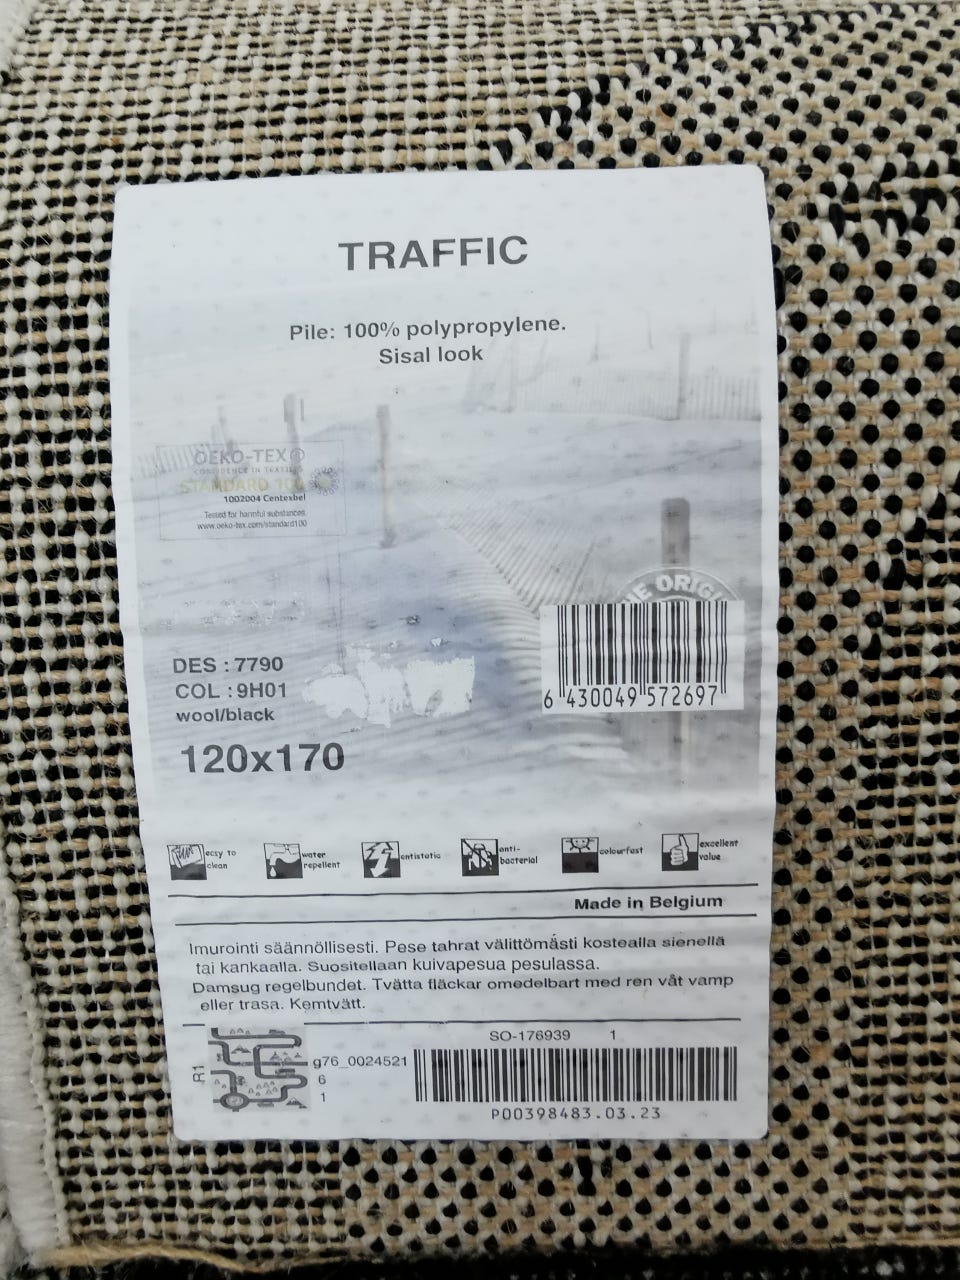 TRAFFIC
Pile: 100% polypropylene.
Sisal look
OEKO-TEX®
CONFIDENCE IN TEXTILES
STANDARD 100
1002004 Centexbel
Tested for harmful substances.
www.oeko-tex.com/standard100
ORIGI
DES : 7790
COL : 9H01
wool/black
120x170
6 430049 572697
easy to
clean
water
repellent
antistatic
anti-
bacterial
colourfast
excellent
value
Made in Belgium
Imurointi säännöllisesti. Pese tahrat välittömästi kostealla sienellä
tai kankaalla. Suositellaan kuivapesua pesulassa.
Damsug regelbundet. Tvätta fläckar omedelbart med ren våt vamp
eller trasa. Kemtvätt.
SO-176939 1
R1
g76_0024521
6
1
P00398483.03.23